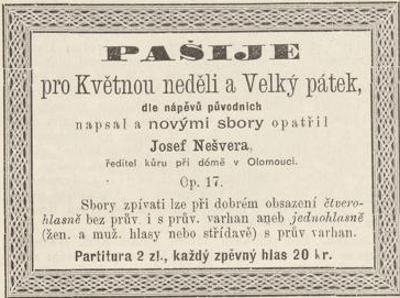 PAŠIJE
pro Květnou neděli a Velký pátek,
dle nápěvů původních
napsal a novými sbory opatřil
Josef Nešvera,
ředitel kůru při dómě v Olomouci.
Op. 17.
Sbory zpívati lze při dobrém obsazení čtvero-
hlasně bez prův. i s prův. varhan aneb jednohlasně
(žen. a muž. hlasy nebo střídavě) s prův varhan.
Partitura 2 zl., každý zpěvný hlas 20 kr.